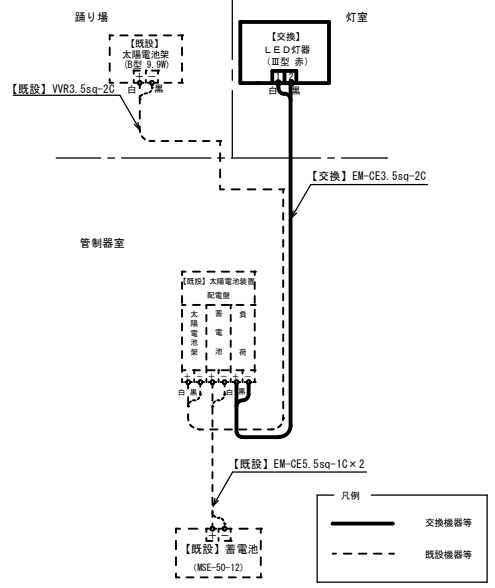 踊り場
灯室
【既設】
太陽電池架
(B型 9.9W)
+ −
白 黒
【交換】
LED灯器
(Ⅲ型 赤)
1 2
白 黒
【既設】VVR3.5sq-2C
【交換】EM-CE3.5sq-2C
管制器室
【既設】太陽電池装置
配電盤
太陽電池架
蓄電池
負荷
+ − + − + −
白 黒 白 黒
【既設】EM-CE5.5sq-1C×2
+ −
【既設】蓄電池
(MSE-50-12)
凡例
交換機器等
既設機器等